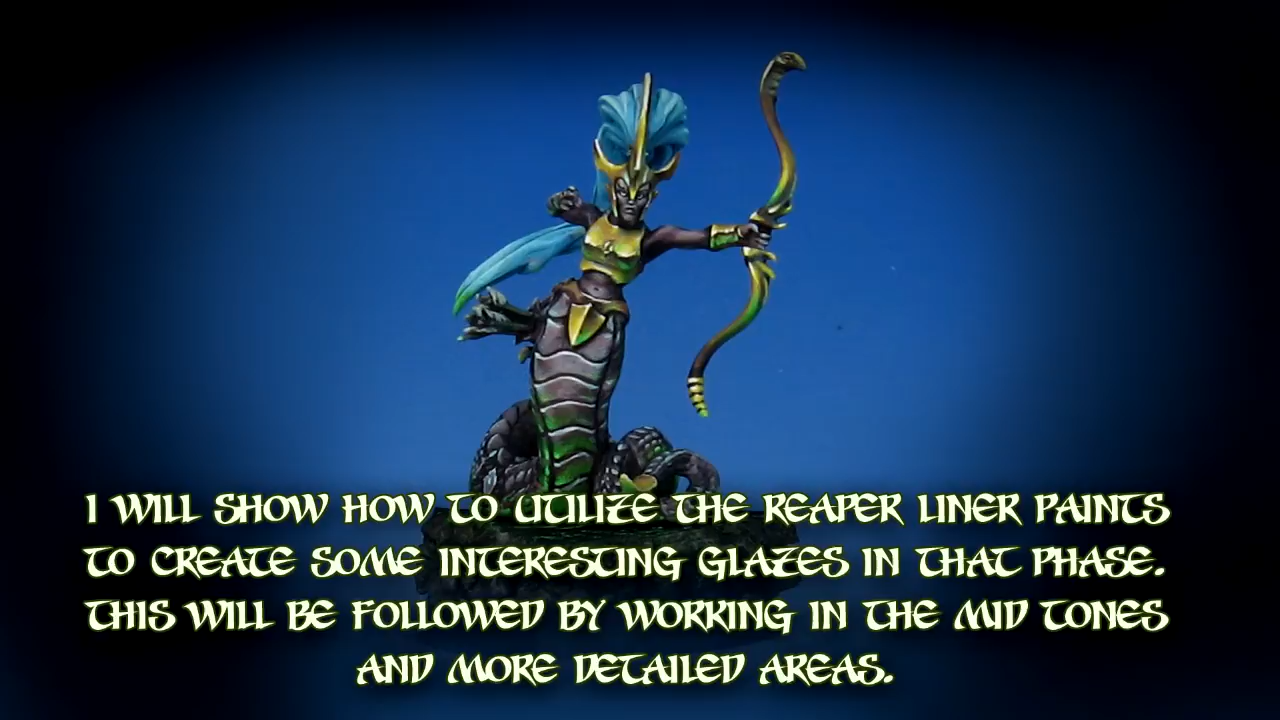 I WILL SHOW HOW TO UTILIZE THE REAPER LINER PAINTS
TO CREATE SOME INTERESTING GLAZES IN THAT PHASE.
THIS WILL BE FOLLOWED BY WORKING IN THE MID TONES
AND MORE DETAILED AREAS.